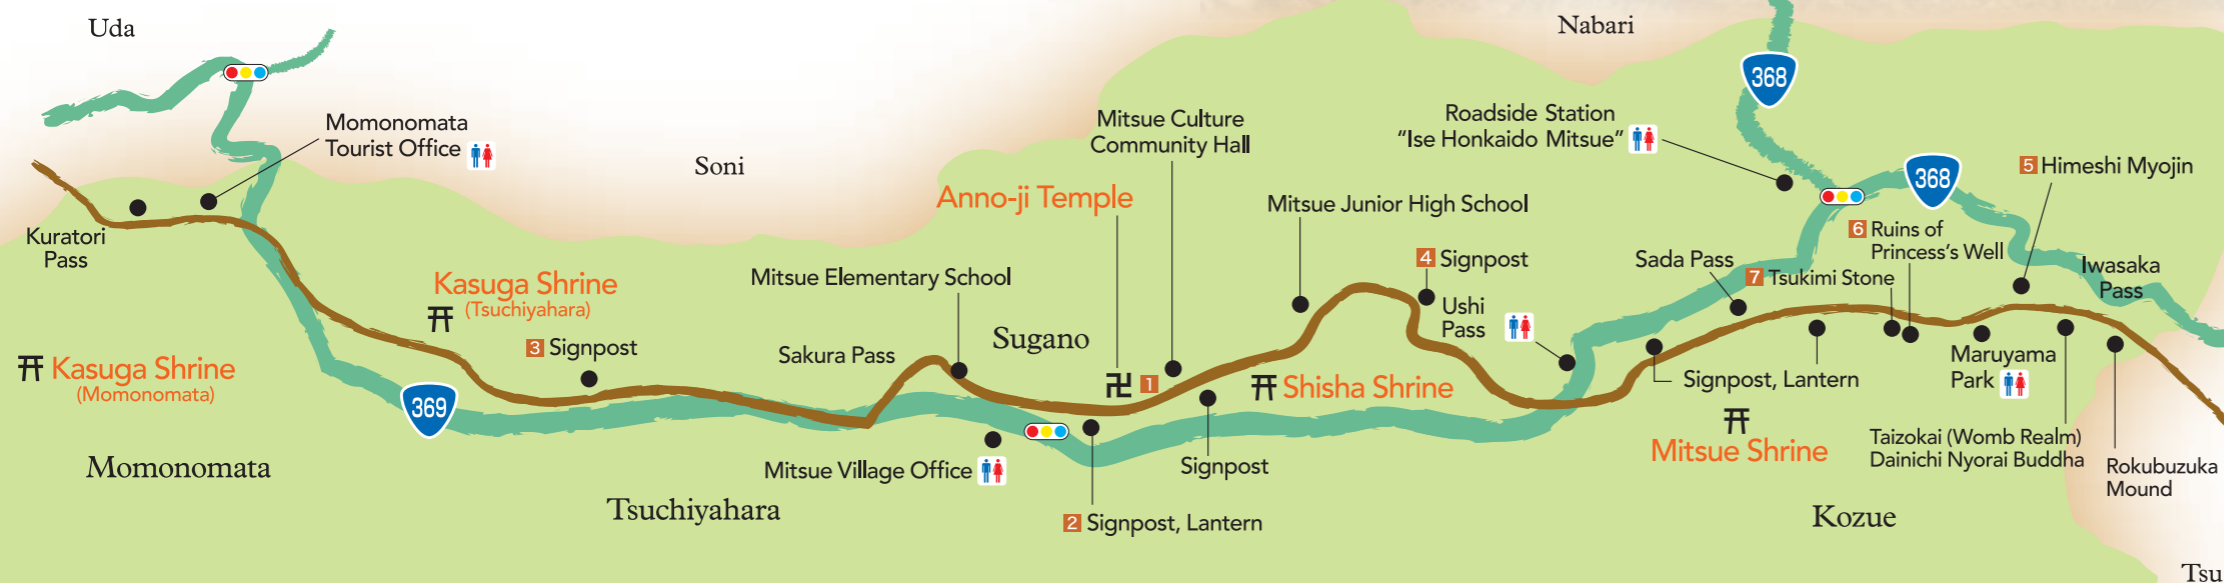 Uda
Nabari
Soni
Momonomata
Tourist Office
Kuratori
Pass
Kasuga Shrine
(Tsuchiyahara)
3 Signpost
Kasuga Shrine
(Momonomata)
369
Momonomata
Tsuchiyahara
Mitsue Elementary School
Sakura Pass
Sugano
Mitsue Village Office
Anno-ji Temple
卍 1
Mitsue Culture
Community Hall
2 Signpost, Lantern
Signpost
Shisha Shrine
Mitsue Junior High School
4 Signpost
Ushi
Pass
Roadside Station
“Ise Honkaido Mitsue”
368
368
5 Himeshi Myojin
6 Ruins of
Princess’s Well
Sada Pass
7 Tsukimi Stone
Iwasaka
Pass
Signpost, Lantern
Maruyama
Park
Mitsue Shrine
Taizokai (Womb Realm)
Dainichi Nyorai Buddha
Rokubuzuka
Mound
Kozue
Tsu